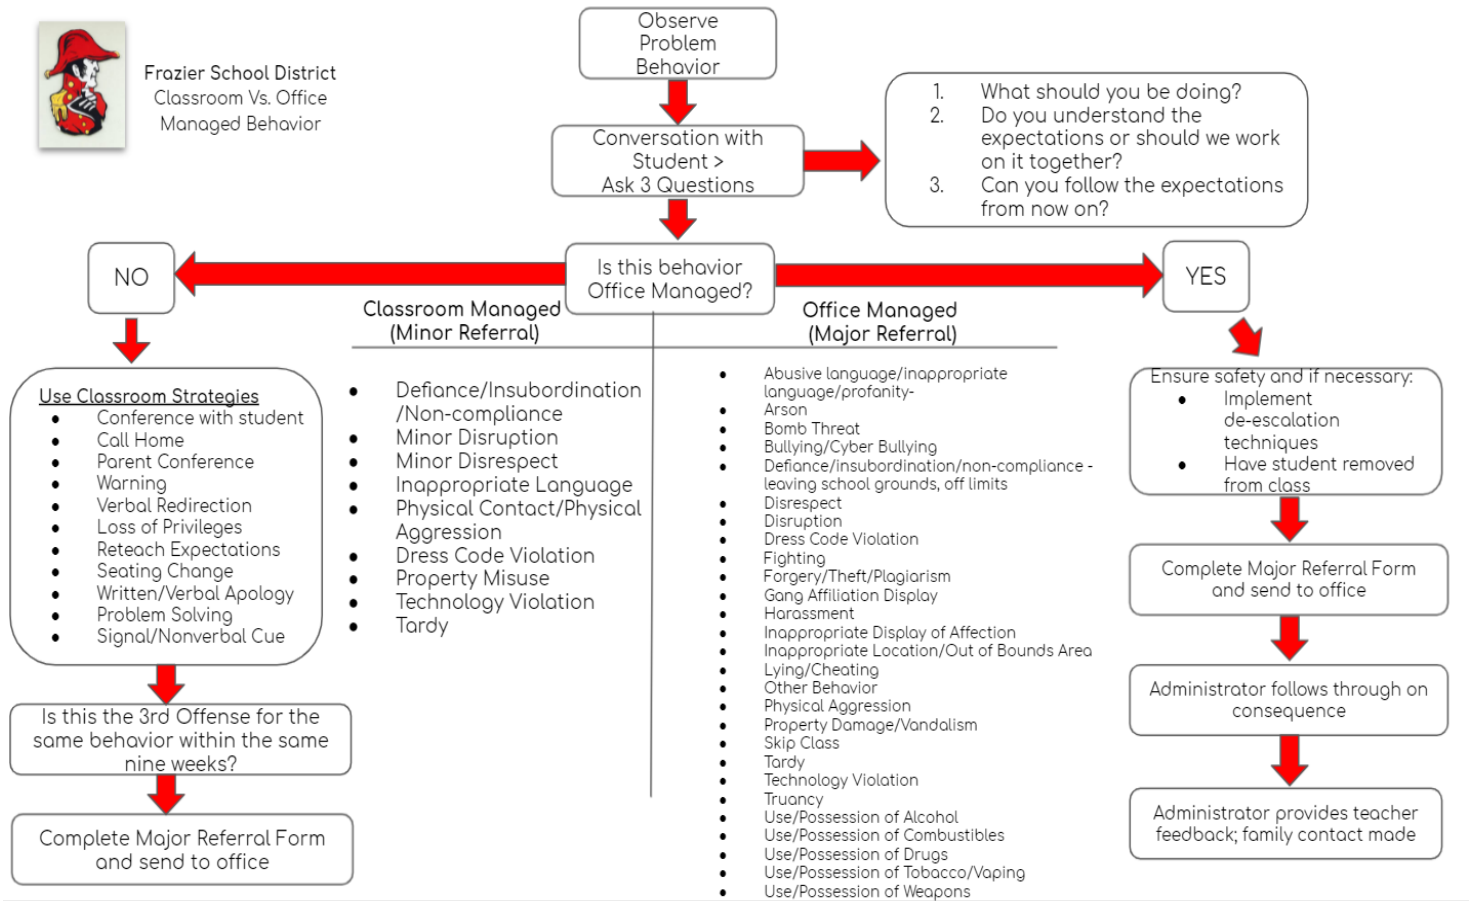 Frazier School District
Classroom Vs. Office
Managed Behavior
Observe
Problem
Behavior
Conversation with
Student >
Ask 3 Questions
1. What should you be doing?
2. Do you understand the
expectations or should we work
on it together?
3. Can you follow the expectations
from now on?
Is this behavior
Office Managed?
NO
YES
Classroom Managed
(Minor Referral)
Office Managed
(Major Referral)
Use Classroom Strategies
● Conference with student
● Call Home
● Parent Conference
● Warning
● Verbal Redirection
● Loss of Privileges
● Reteach Expectations
● Seating Change
● Written/Verbal Apology
● Problem Solving
● Signal/Nonverbal Cue
Is this the 3rd Offense for the
same behavior within the same
nine weeks?
Complete Major Referral Form
and send to office
● Defiance/Insubordination
/Non-compliance
● Minor Disruption
● Minor Disrespect
● Inappropriate Language
● Physical Contact/Physical
Aggression
● Dress Code Violation
● Property Misuse
● Technology Violation
● Tardy
● Abusive language/inappropriate
language/profanity-
● Arson
● Bomb Threat
● Bullying/Cyber Bullying
● Defiance/insubordination/non-compliance -
leaving school grounds, off limits
● Disrespect
● Disruption
● Dress Code Violation
● Fighting
● Forgery/Theft/Plagiarism
● Gang Affiliation Display
● Harassment
● Inappropriate Display of Affection
● Inappropriate Location/Out of Bounds Area
● Lying/Cheating
● Other Behavior
● Physical Aggression
● Property Damage/Vandalism
● Skip Class
● Tardy
● Technology Violation
● Truancy
● Use/Possession of Alcohol
● Use/Possession of Combustibles
● Use/Possession of Drugs
● Use/Possession of Tobacco/Vaping
● Use/Possession of Weapons
Ensure safety and if necessary:
● Implement
de-escalation
techniques
● Have student removed
from class
Complete Major Referral Form
and send to office
Administrator follows through on
consequence
Administrator provides teacher
feedback; family contact made